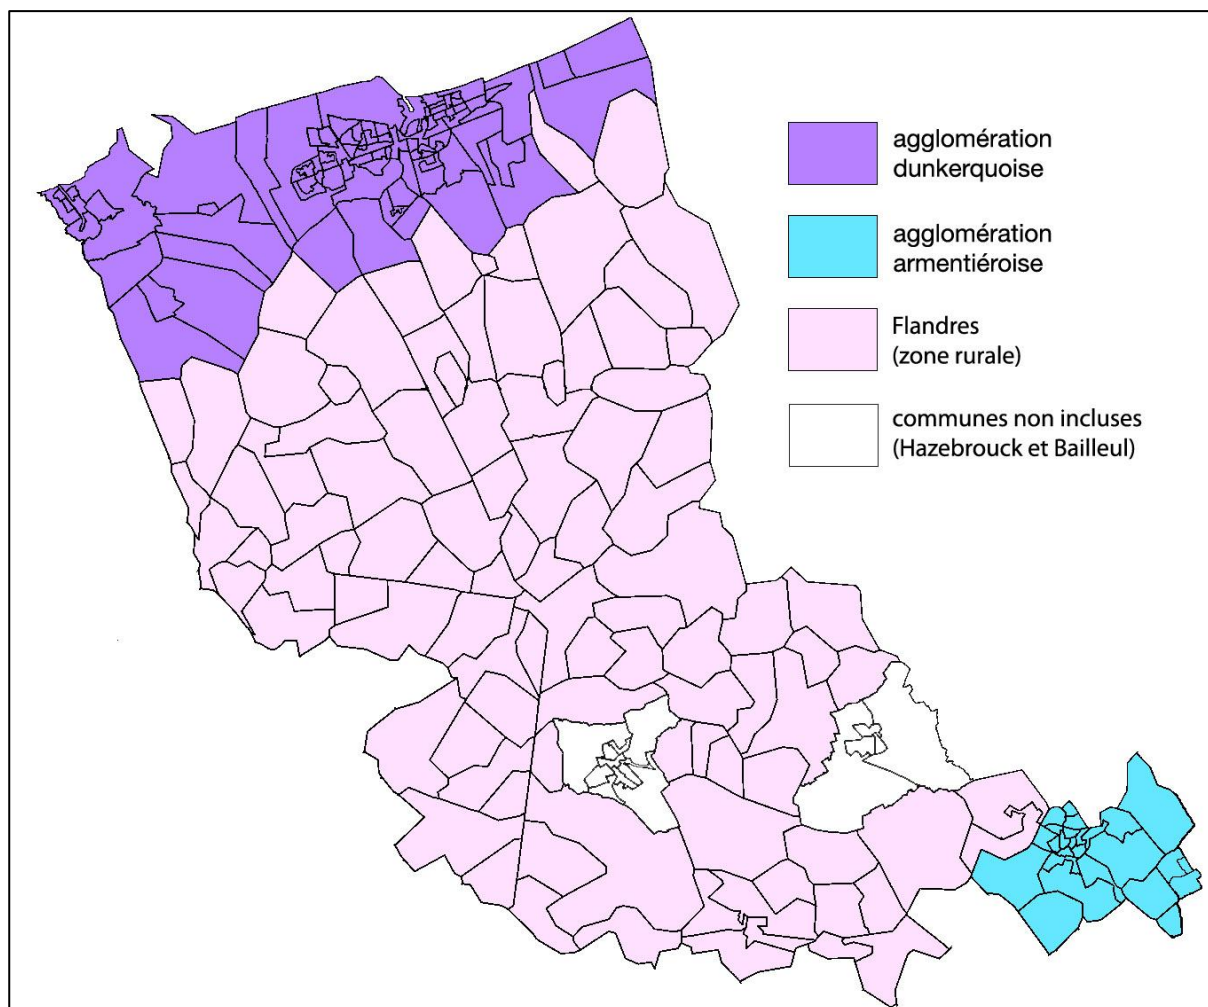 agglomération
dunkerquoise
agglomération
armentiéroise
Flandres
(zone rurale)
communes non incluses
(Hazebrouck et Bailleul)